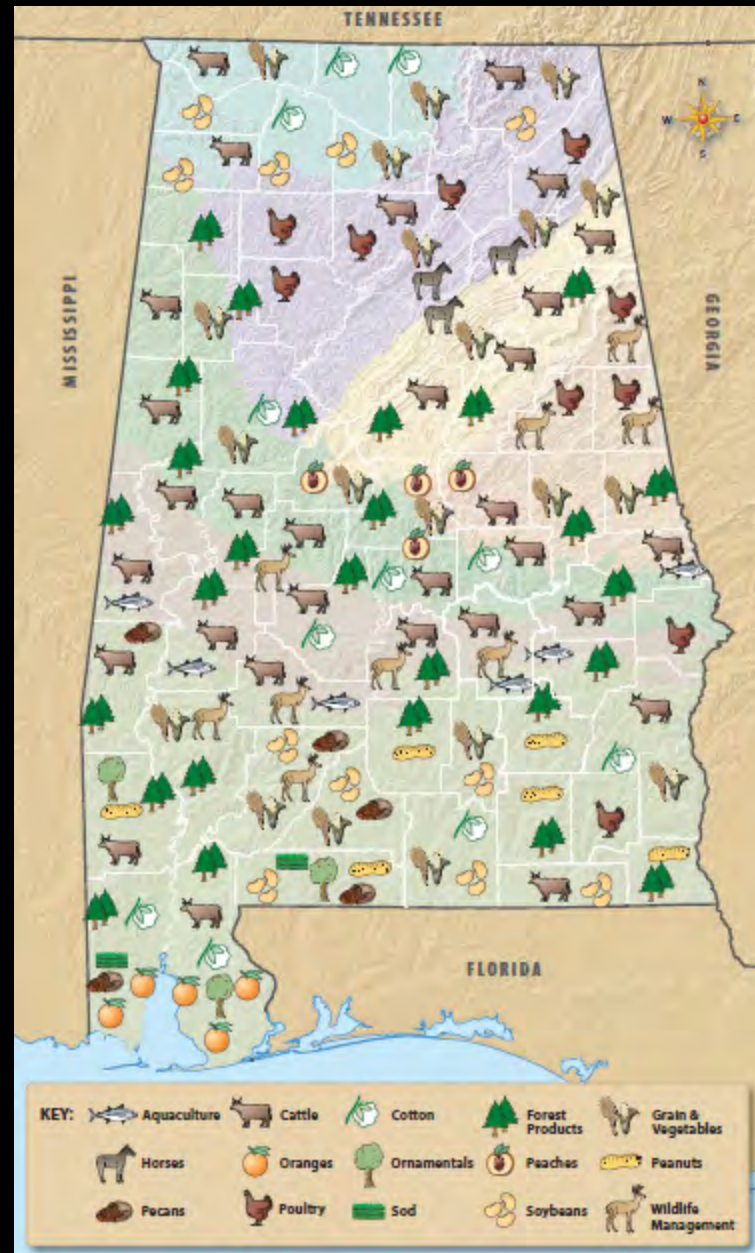 TENNESSEE
N
W E
S
MISSISSIPPI
GEORGIA
FLORIDA
KEY: Aquaculture Cattle Cotton Forest Products Grain & Vegetables
Horses Oranges Ornamentals Peaches Peanuts
Pecans Poultry Sod Soybeans Wildlife Management